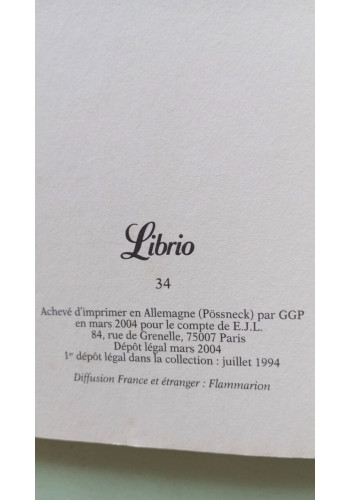 Librio
34
Achevé d'imprimer en Allemagne (Pössneck) par GGP
en mars 2004 pour le compte de E.J.L.
84, rue de Grenelle, 75007 Paris
Dépôt légal mars 2004
1er dépôt légal dans la collection : juillet 1994
Diffusion France et étranger : Flammarion